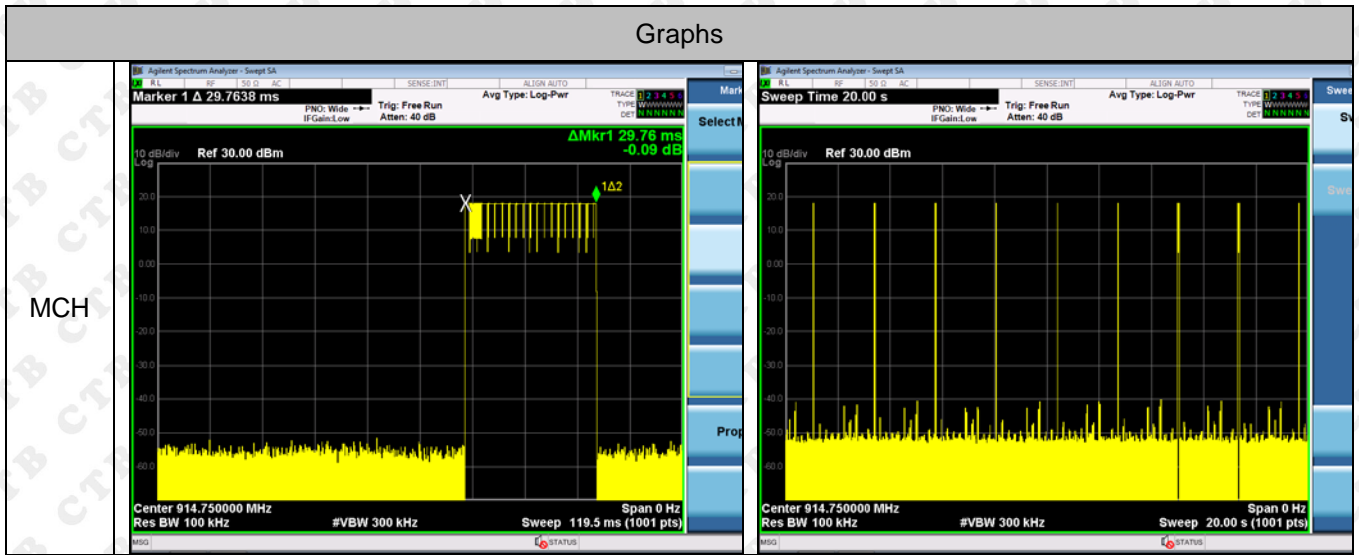 Graphs
MCH
Agilent Spectrum Analyzer - Swept SA
RL RF 50 Ω AC SENSE:INT ALIGN AUTO
Marker 1 Δ 29.7638 ms
PNO: Wide
IFGain:Low
Trig: Free Run
Atten: 40 dB
Avg Type: Log-Pwr
TRACE 1 2 3 4 5 6
TYPE WWWWWW
DET N N N N N N
Mark
Select M
ΔMkr1 29.76 ms
-0.09 dB
10 dB/div Ref 30.00 dBm
Log
1Δ2
X
20.0
10.0
0.00
-10.0
-20.0
-30.0
-40.0
-50.0
-60.0
Prop
Center 914.750000 MHz Span 0 Hz
Res BW 100 kHz #VBW 300 kHz Sweep 119.5 ms (1001 pts)
MSG STATUS
Agilent Spectrum Analyzer - Swept SA
RL RF 50 Ω AC SENSE:INT ALIGN AUTO
Sweep Time 20.00 s
PNO: Wide
IFGain:Low
Trig: Free Run
Atten: 40 dB
Avg Type: Log-Pwr
TRACE 1 2 3 4 5 6
TYPE WWWWWW
DET N N N N N N
Swee
Sw
Swe
10 dB/div Ref 30.00 dBm
Log
20.0
10.0
0.00
-10.0
-20.0
-30.0
-40.0
-50.0
-60.0
Center 914.750000 MHz Span 0 Hz
Res BW 100 kHz #VBW 300 kHz Sweep 20.00 s (1001 pts)
MSG STATUS
CTB